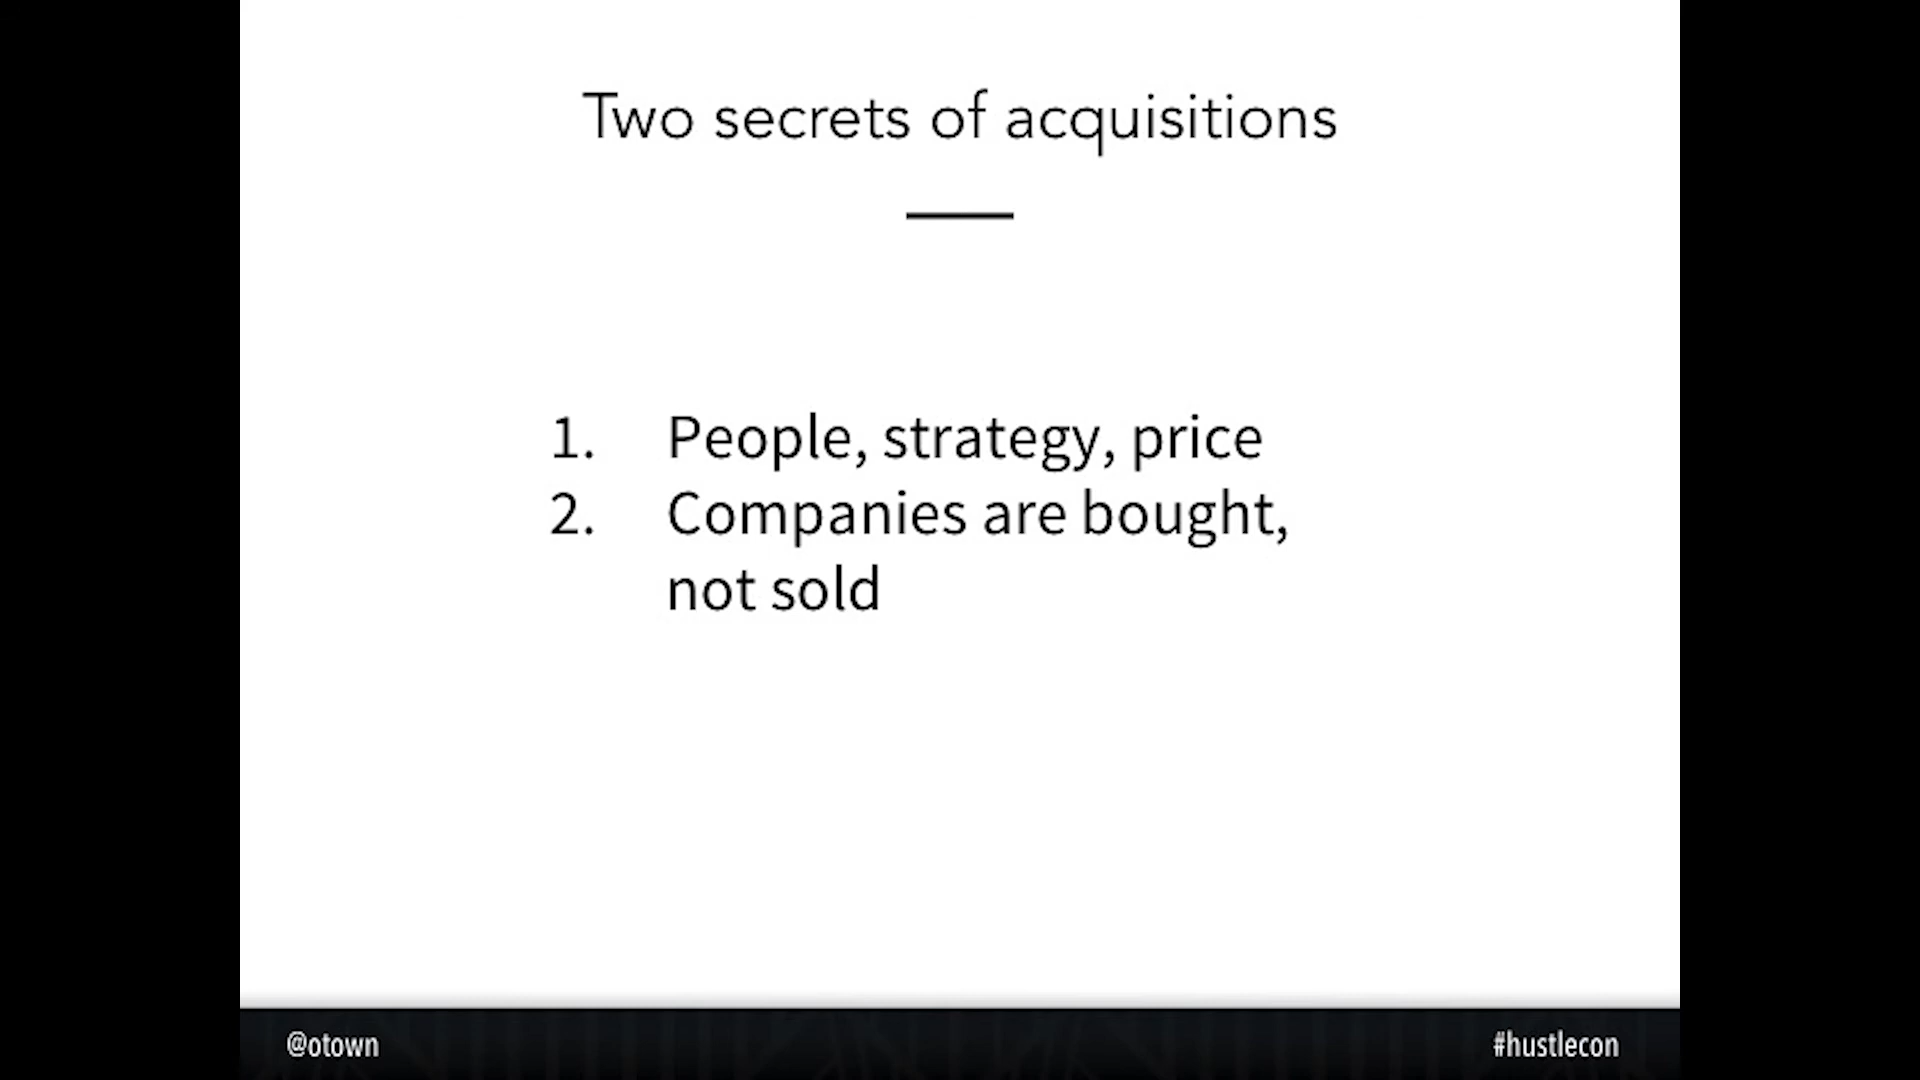 Two secrets of acquisitions
1. People, strategy, price
2. Companies are bought,
not sold
@otown
#hustlecon